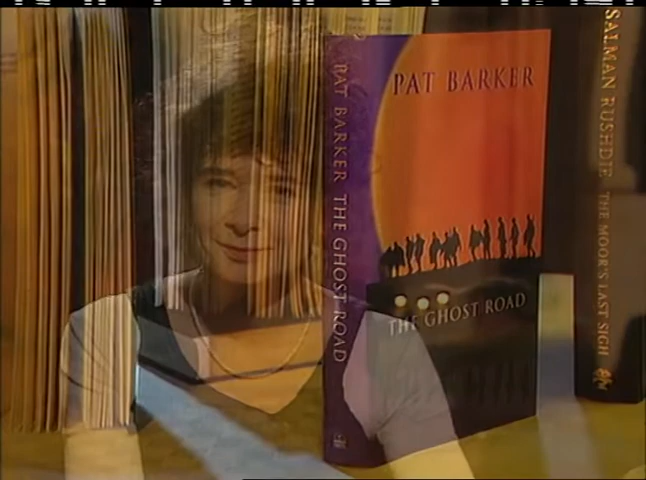 PAT BARKER THE GHOST ROAD
PAT BARKER
THE GHOST ROAD
SALMAN RUSHDIE THE MOOR'S LAST SIGH